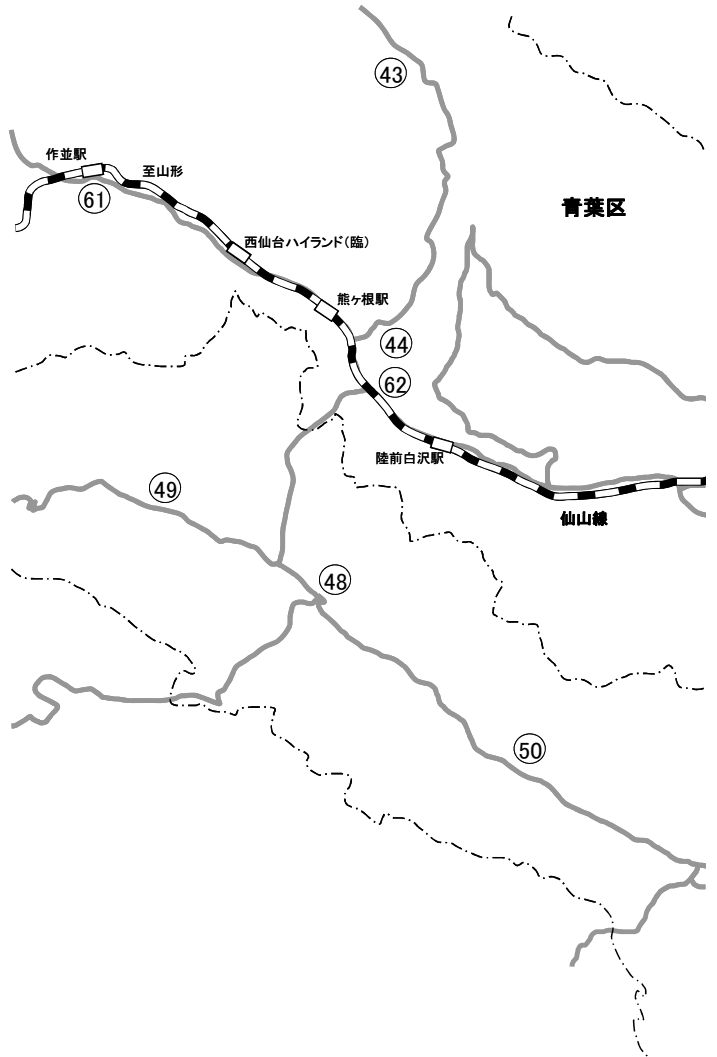 ㊸
作並駅
至山形
61
青葉区
西仙台ハイランド(臨)
熊ヶ根駅
㊹
62
陸前白沢駅
㊾
仙山線
㊽
㊿